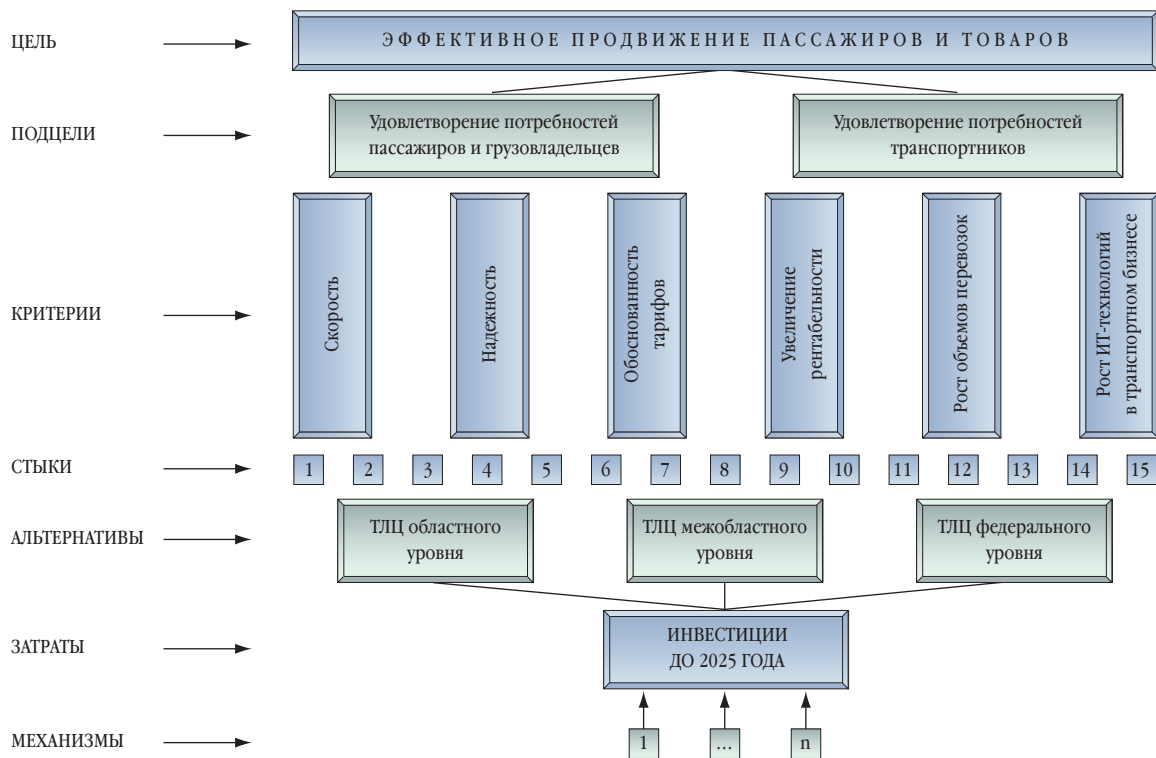 ЦЕЛЬ
ЭФФЕКТИВНОЕ ПРОДВИЖЕНИЕ ПАССАЖИРОВ И ТОВАРОВ
ПОДЦЕЛИ
Удовлетворение потребностей
пассажиров и грузовладельцев
Удовлетворение потребностей
транспортников
КРИТЕРИИ
Скорость
Надежность
Обоснованность
тарифов
Увеличение
рентабельности
Рост объемов перевозок
Рост ИТ-технологий
в транспортном бизнесе
СТЫКИ
1 2 3 4 5 6 7 8 9 10 11 12 13 14 15
АЛЬТЕРНАТИВЫ
ТЛЦ областного
уровня
ТЛЦ межобластного
уровня
ТЛЦ федерального
уровня
ЗАТРАТЫ
ИНВЕСТИЦИИ
ДО 2025 ГОДА
МЕХАНИЗМЫ
1 ... n